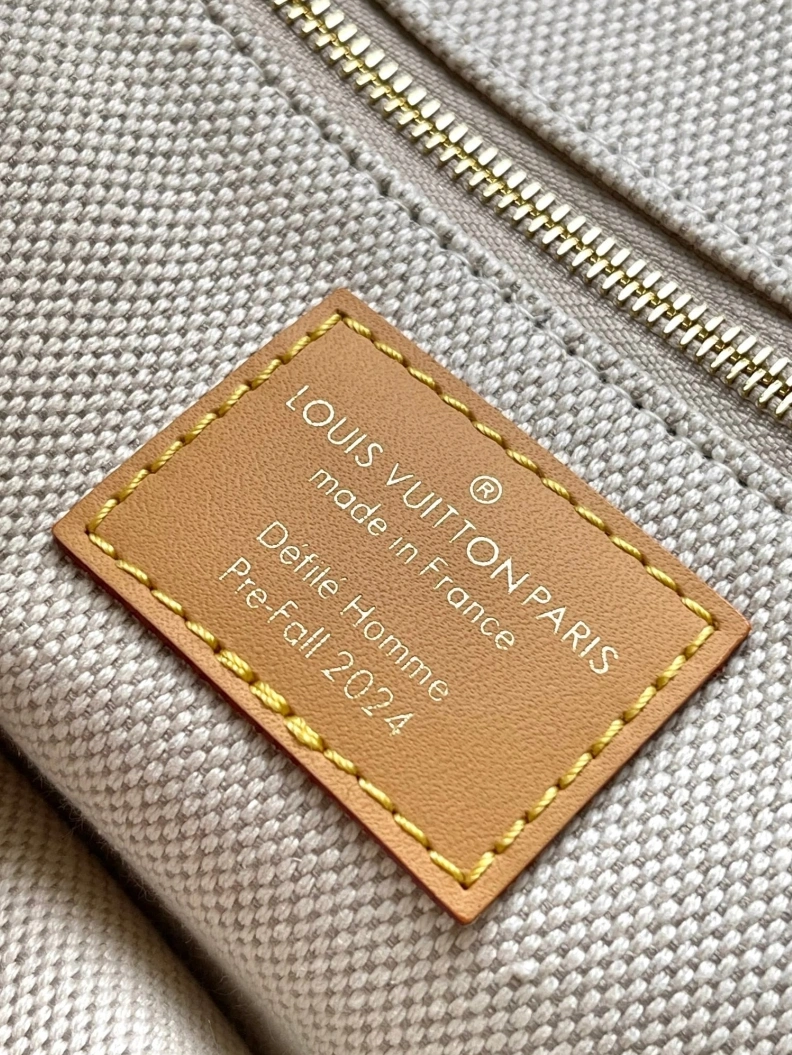 ®
LOUIS VUITTON PARIS
made in France
Défilé Homme
Pre-Fall 2024